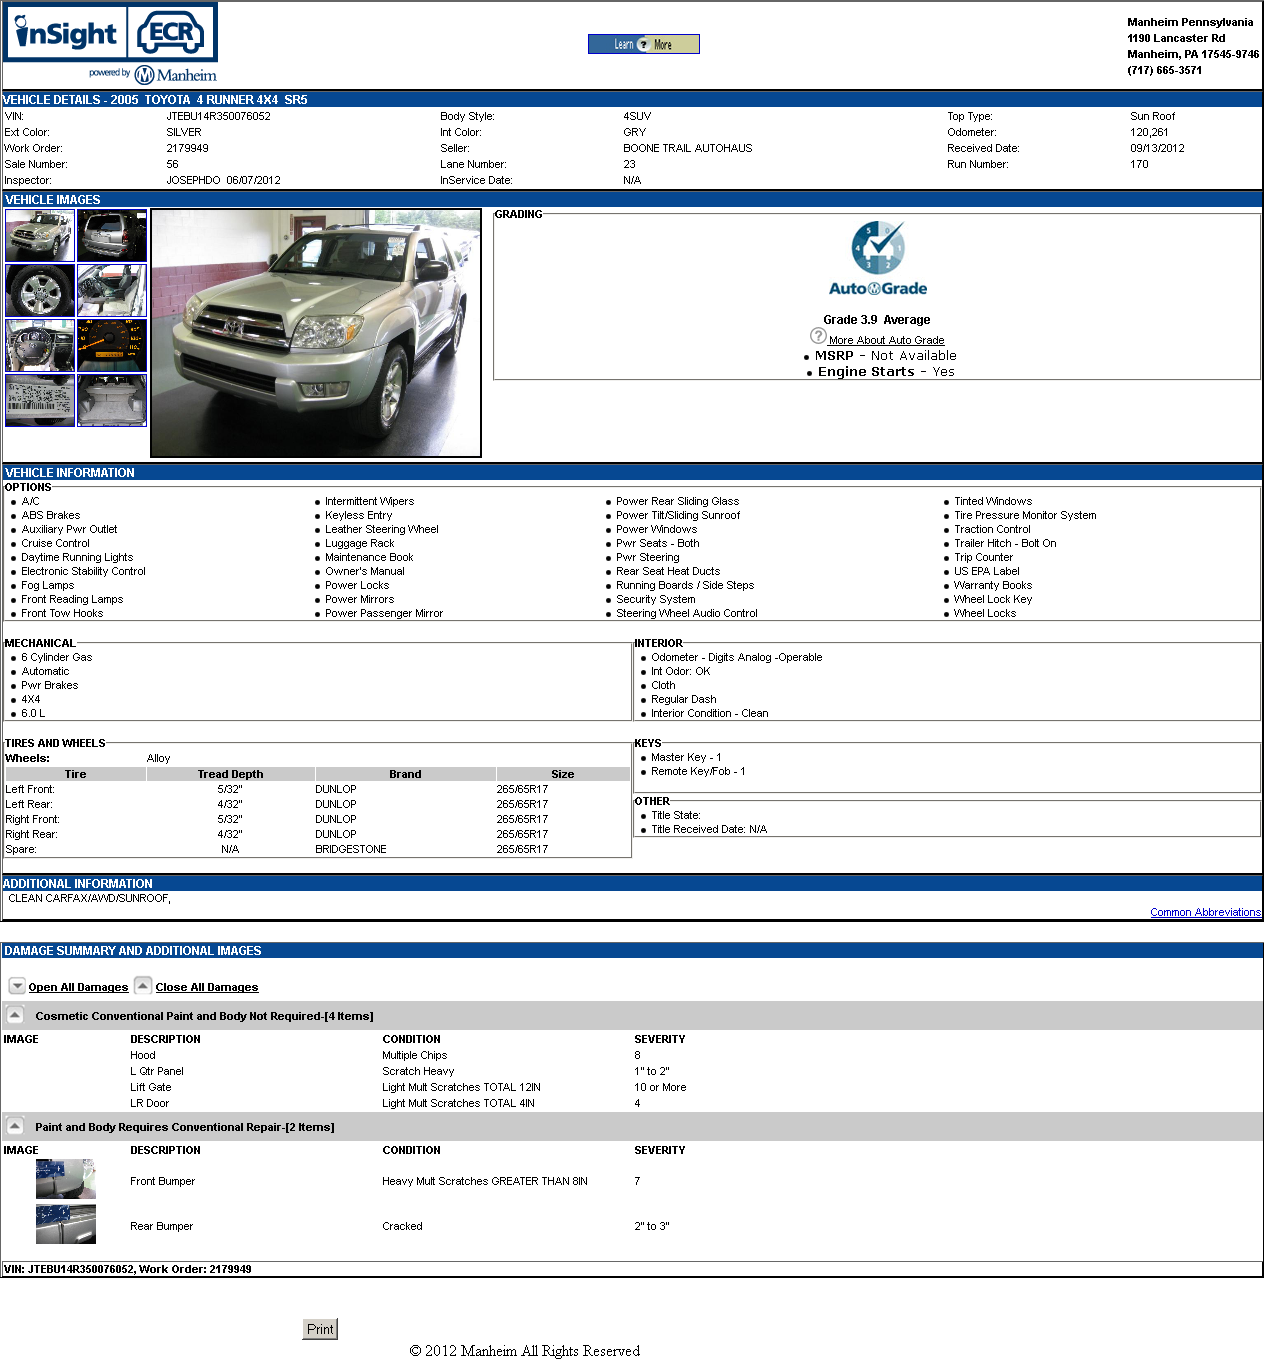 inSight ECR
powered by Manheim
Learn ? More
Manheim Pennsylvania
1190 Lancaster Rd
Manheim, PA 17545-9746
(717) 665-3571
VEHICLE DETAILS - 2005 TOYOTA 4 RUNNER 4X4 SR5
VIN: JTEBU14R350076052 Body Style: 4SUV Top Type: Sun Roof
Ext Color: SILVER Int Color: GRY Odometer: 120,261
Work Order: 2179949 Seller: BOONE TRAIL AUTOHAUS Received Date: 09/13/2012
Sale Number: 56 Lane Number: 23 Run Number: 170
Inspector: JOSEPHDO 06/07/2012 InService Date: N/A
VEHICLE IMAGES
GRADING
5 0 4 1 3 2
AutoGrade
Grade 3.9 Average
? More About Auto Grade
• MSRP - Not Available
• Engine Starts - Yes
VEHICLE INFORMATION
OPTIONS
• A/C • Intermittent Wipers • Power Rear Sliding Glass • Tinted Windows
• ABS Brakes • Keyless Entry • Power Tilt/Sliding Sunroof • Tire Pressure Monitor System
• Auxiliary Pwr Outlet • Leather Steering Wheel • Power Windows • Traction Control
• Cruise Control • Luggage Rack • Pwr Seats - Both • Trailer Hitch - Bolt On
• Daytime Running Lights • Maintenance Book • Pwr Steering • Trip Counter
• Electronic Stability Control • Owner's Manual • Rear Seat Heat Ducts • US EPA Label
• Fog Lamps • Power Locks • Running Boards / Side Steps • Warranty Books
• Front Reading Lamps • Power Mirrors • Security System • Wheel Lock Key
• Front Tow Hooks • Power Passenger Mirror • Steering Wheel Audio Control • Wheel Locks
MECHANICAL
• 6 Cylinder Gas
• Automatic
• Pwr Brakes
• 4X4
• 6.0 L
INTERIOR
• Odometer - Digits Analog -Operable
• Int Odor: OK
• Cloth
• Regular Dash
• Interior Condition - Clean
TIRES AND WHEELS
Wheels: Alloy
Tire Tread Depth Brand Size
Left Front: 5/32" DUNLOP 265/65R17
Left Rear: 4/32" DUNLOP 265/65R17
Right Front: 5/32" DUNLOP 265/65R17
Right Rear: 4/32" DUNLOP 265/65R17
Spare: N/A BRIDGESTONE 265/65R17
KEYS
• Master Key - 1
• Remote Key/Fob - 1
OTHER
• Title State:
• Title Received Date: N/A
ADDITIONAL INFORMATION
CLEAN CARFAX/AWD/SUNROOF,
Common Abbreviations
DAMAGE SUMMARY AND ADDITIONAL IMAGES
Open All Damages Close All Damages
Cosmetic Conventional Paint and Body Not Required-[4 Items]
IMAGE DESCRIPTION CONDITION SEVERITY
Hood Multiple Chips 8
L Qtr Panel Scratch Heavy 1" to 2"
Lift Gate Light Mult Scratches TOTAL 12IN 10 or More
LR Door Light Mult Scratches TOTAL 4IN 4
Paint and Body Requires Conventional Repair-[2 Items]
IMAGE DESCRIPTION CONDITION SEVERITY
Front Bumper Heavy Mult Scratches GREATER THAN 8IN 7
Rear Bumper Cracked 2" to 3"
VIN: JTEBU14R350076052, Work Order: 2179949
Print
© 2012 Manheim All Rights Reserved